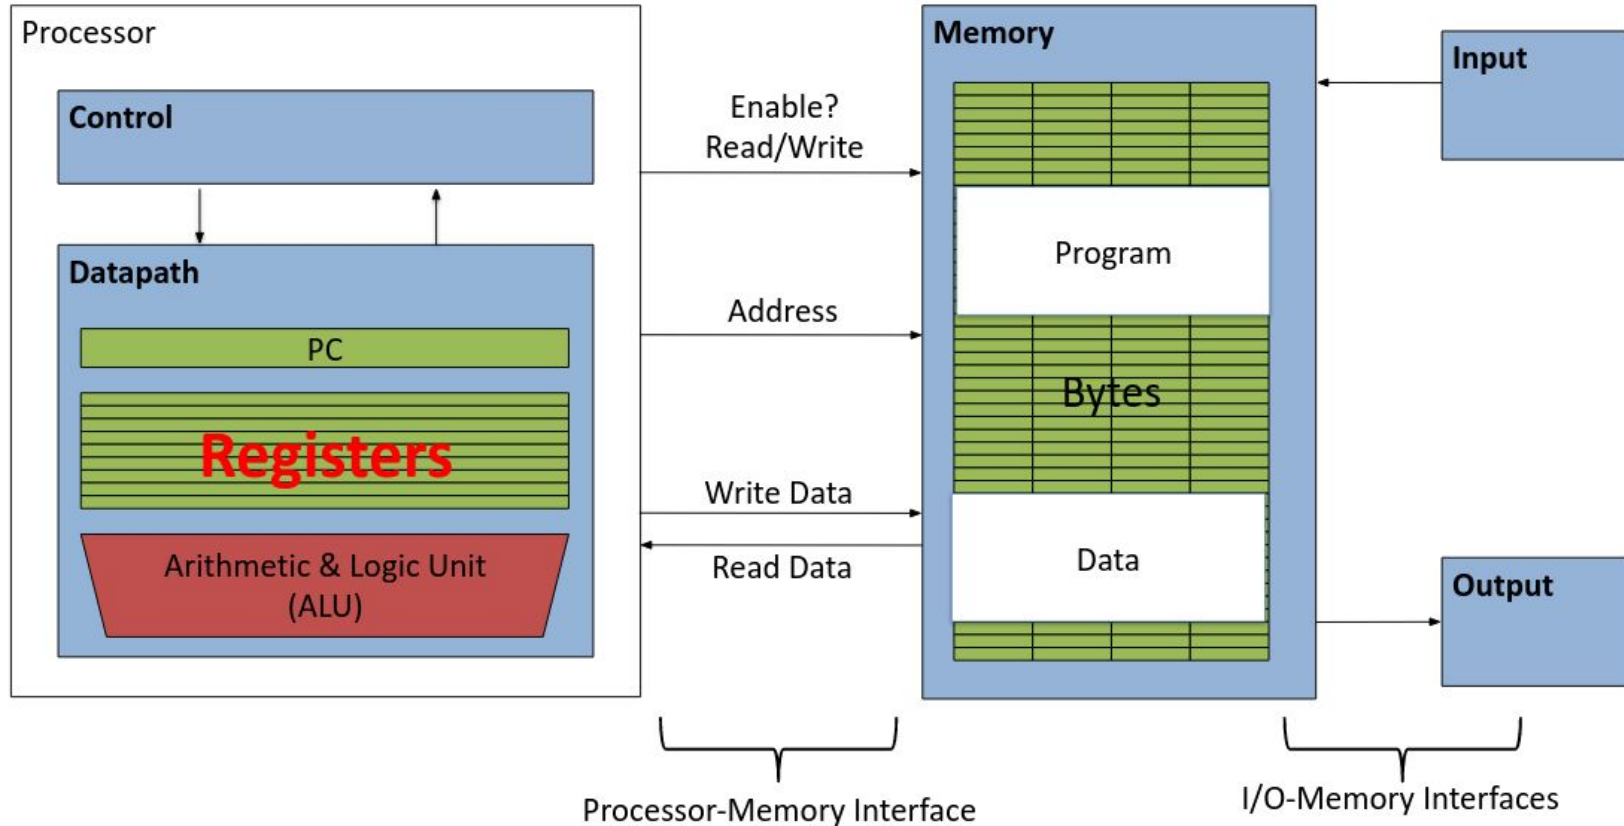 Processor
Control
Datapath
PC
Registers
Arithmetic & Logic Unit
(ALU)
Enable?
Read/Write
Address
Write Data
Read Data
Memory
Program
Bytes
Data
Input
Output
Processor-Memory Interface
I/O-Memory Interfaces